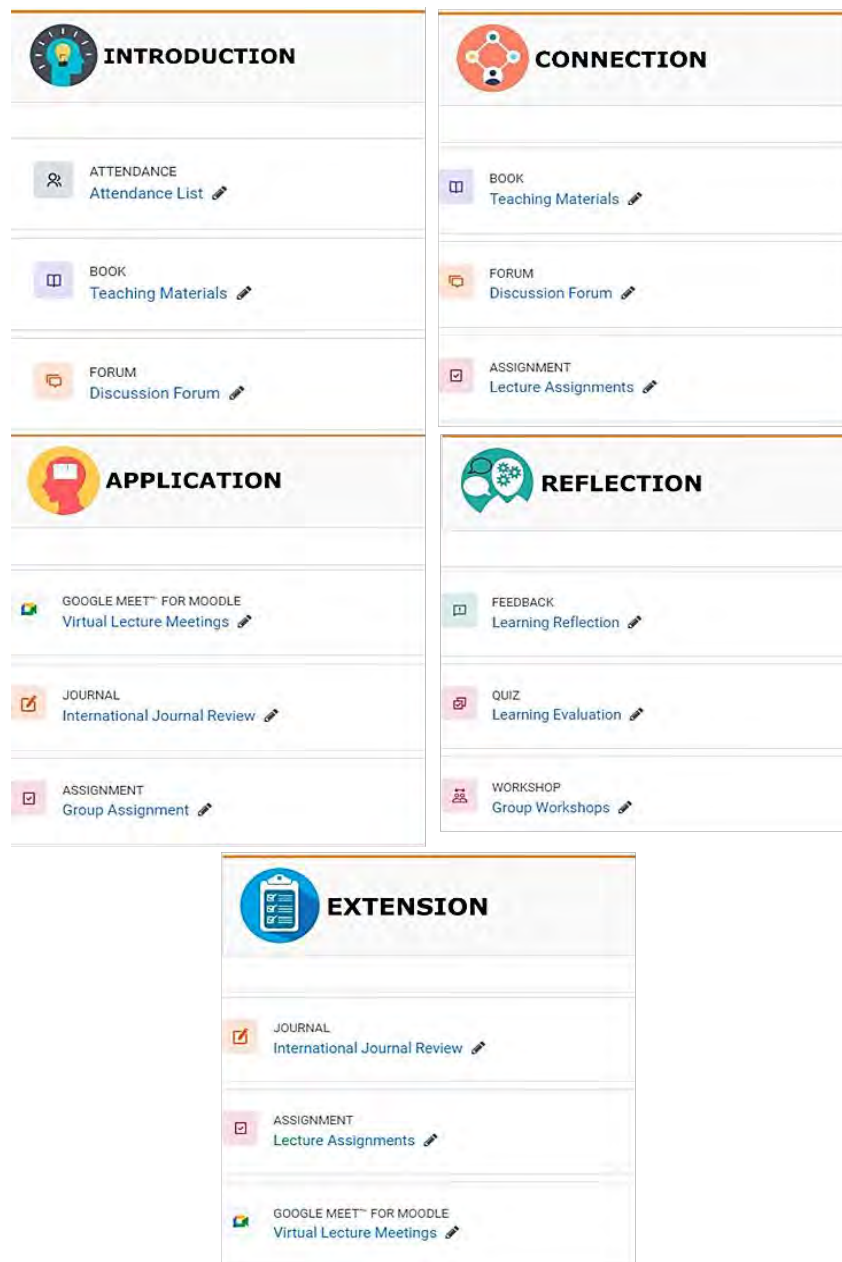 INTRODUCTION
ATTENDANCE
Attendance List
BOOK
Teaching Materials
FORUM
Discussion Forum
CONNECTION
BOOK
Teaching Materials
FORUM
Discussion Forum
ASSIGNMENT
Lecture Assignments
APPLICATION
GOOGLE MEET™ FOR MOODLE
Virtual Lecture Meetings
JOURNAL
International Journal Review
ASSIGNMENT
Group Assignment
REFLECTION
FEEDBACK
Learning Reflection
QUIZ
Learning Evaluation
WORKSHOP
Group Workshops
EXTENSION
JOURNAL
International Journal Review
ASSIGNMENT
Lecture Assignments
GOOGLE MEET™ FOR MOODLE
Virtual Lecture Meetings